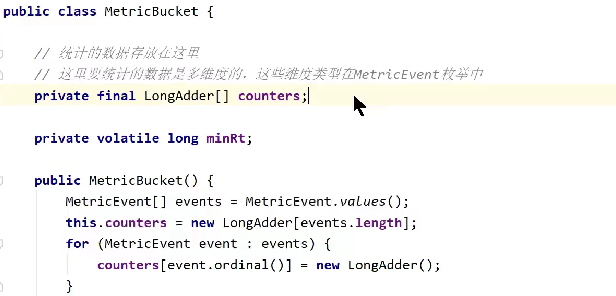 public class MetricBucket {
// 统计的数据存放在这里
// 这里要统计的数据是多维度的，这些维度类型在MetricEvent枚举中
private final LongAdder[] counters;
private volatile long minRt;
public MetricBucket() {
MetricEvent[] events = MetricEvent.values();
this.counters = new LongAdder[events.length];
for (MetricEvent event : events) {
counters[event.ordinal()] = new LongAdder();
}